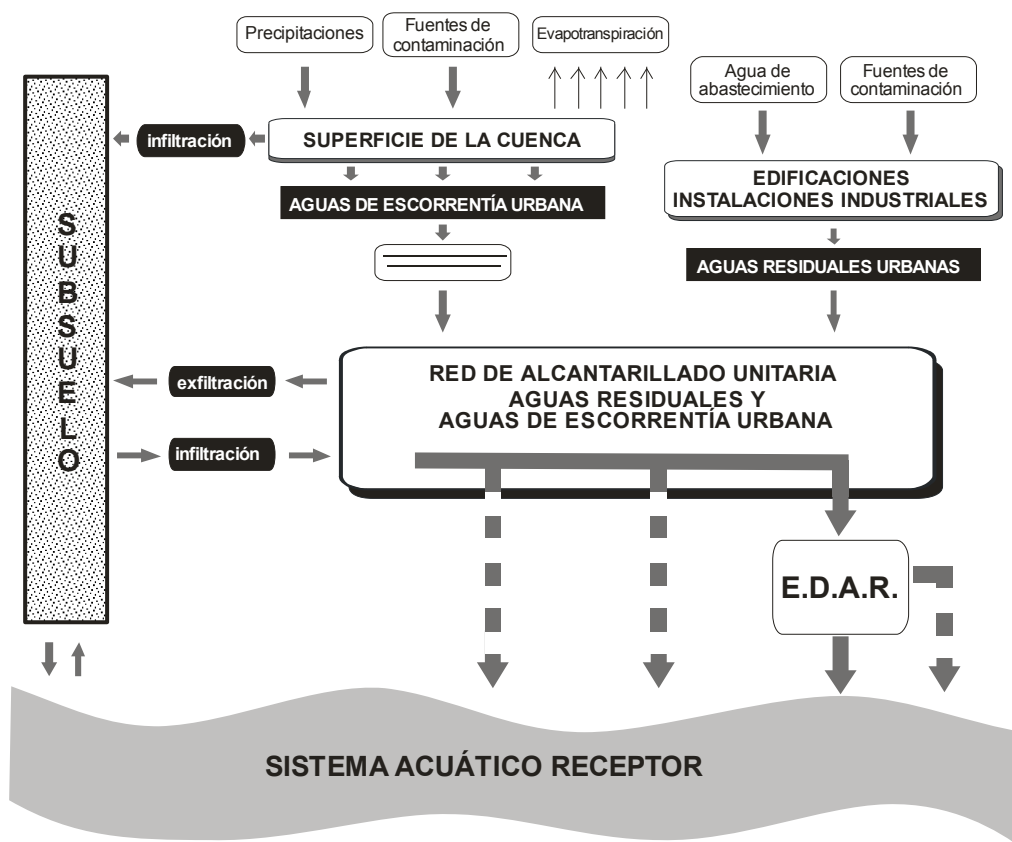 Precipitaciones
Fuentes de
contaminación
Evapotranspiración
Agua de
abastecimiento
Fuentes de
contaminación
infiltración
SUPERFICIE DE LA CUENCA
EDIFICACIONES
INSTALACIONES INDUSTRIALES
AGUAS DE ESCORRENTÍA URBANA
AGUAS RESIDUALES URBANAS
SUBSUELO
exfiltración
infiltración
RED DE ALCANTARILLADO UNITARIA
AGUAS RESIDUALES Y
AGUAS DE ESCORRENTÍA URBANA
E.D.A.R.
SISTEMA ACUÁTICO RECEPTOR